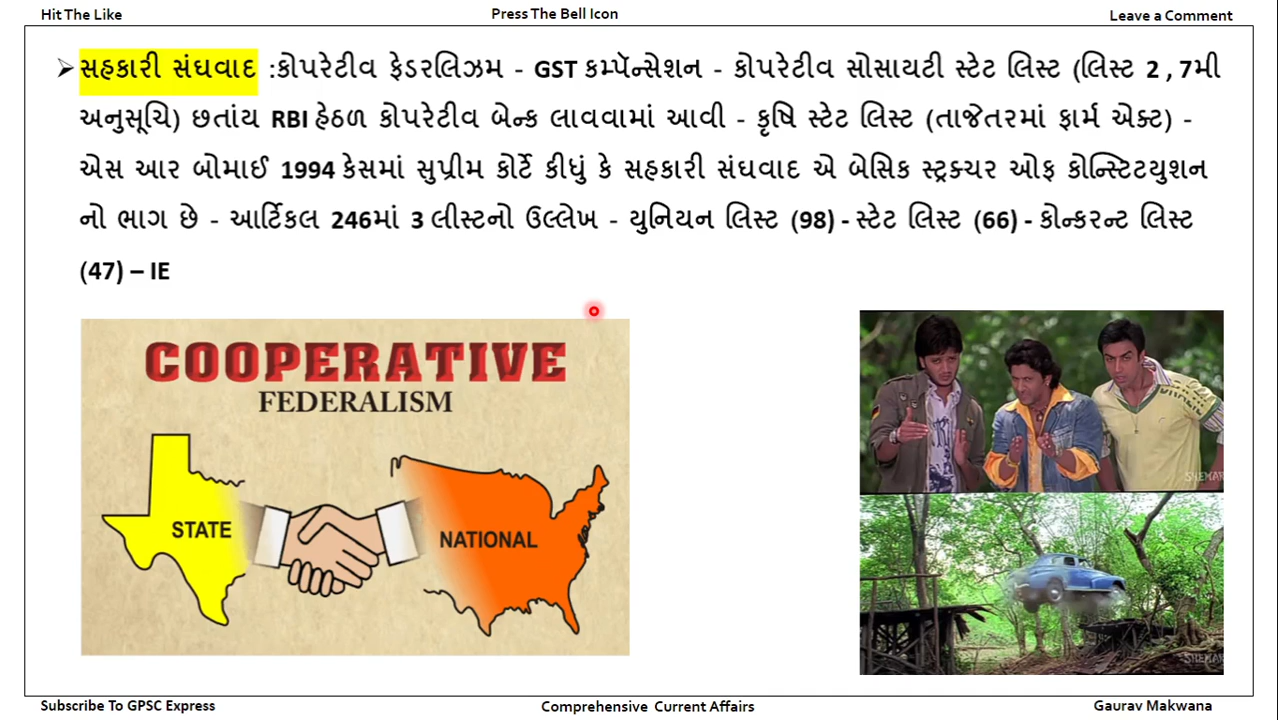 Hit The Like
Press The Bell Icon
Leave a Comment
➤સહકારી સંઘવાદ :કોપરેટીવ ફેડરલિઝમ - GST કમ્પૅન્સેશન - કોપરેટીવ સોસાયટી સ્ટેટ લિસ્ટ (લિસ્ટ 2 , 7મી
અનુસૂચિ) છતાંય RBI હેઠળ કોપરેટીવ બેન્ક લાવવામાં આવી - કૃષિ સ્ટેટ લિસ્ટ (તાજેતરમાં ફાર્મ એક્ટ) -
એસ આર બોમાઈ 1994 કેસમાં સુપ્રીમ કોર્ટે કીધું કે સહકારી સંઘવાદ એ બેસિક સ્ટ્રક્ચર ઓફ કોન્સ્ટિટયુશન
નો ભાગ છે - આર્ટિકલ 246માં 3 લીસ્ટનો ઉલ્લેખ - યુનિયન લિસ્ટ (98) - સ્ટેટ લિસ્ટ (66) - કોન્કરન્ટ લિસ્ટ
(47) – IE
COOPERATIVE
FEDERALISM
STATE
NATIONAL
Subscribe To GPSC Express
Comprehensive Current Affairs
Gaurav Makwana